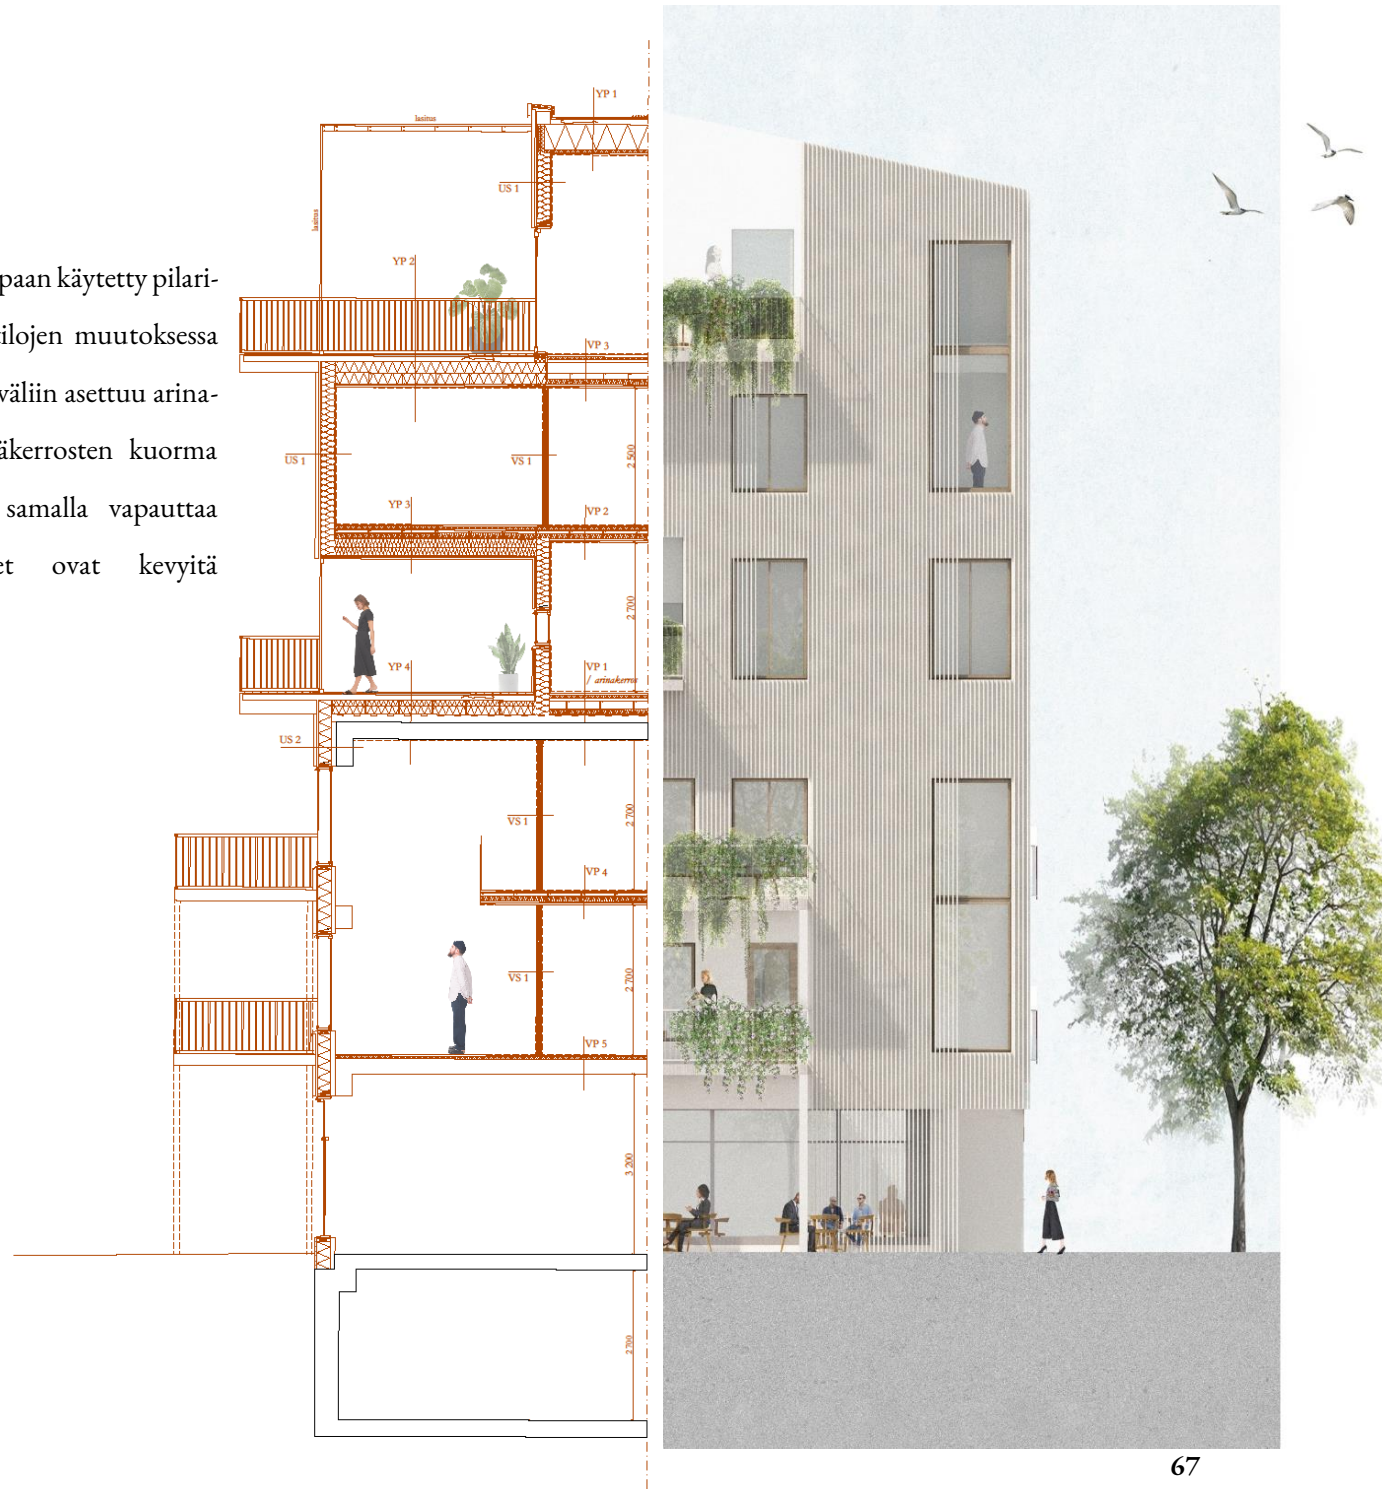 paan käytetty pilari-
tilojen muutoksessa
väliin asettuu arina-
äkerrosten kuorma
samalla vapauttaa
et ovat kevyitä
YP 1
lasitus
US 1
lasitus
YP 2
VP 3
US 1
VS 1
2 500
YP 3
VP 2
2 700
YP 4
VP 1
/ arinakerros
US 2
VS 1
2 700
VP 4
VS 1
2 700
VP 5
3 200
2700
67